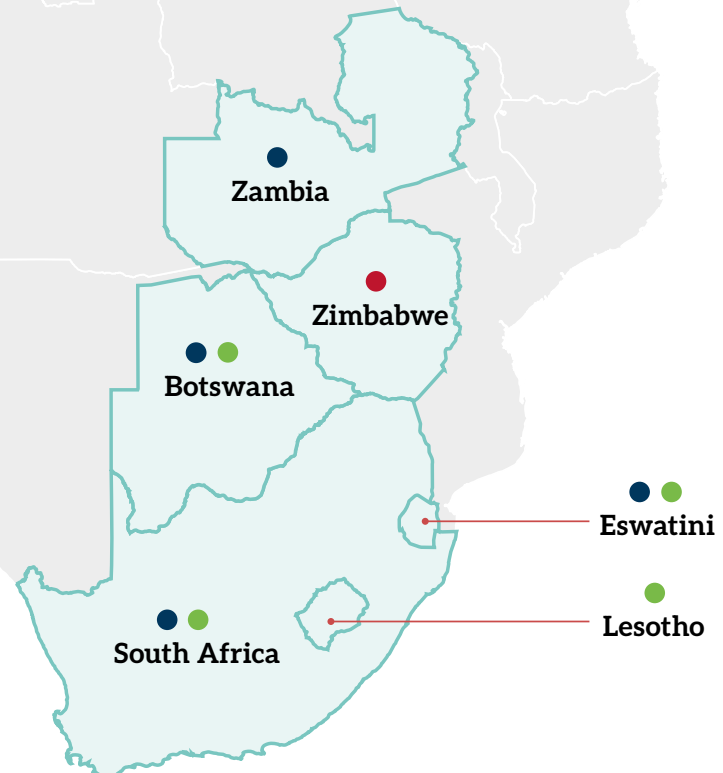 Zambia
Zimbabwe
Botswana
Eswatini
Lesotho
South Africa